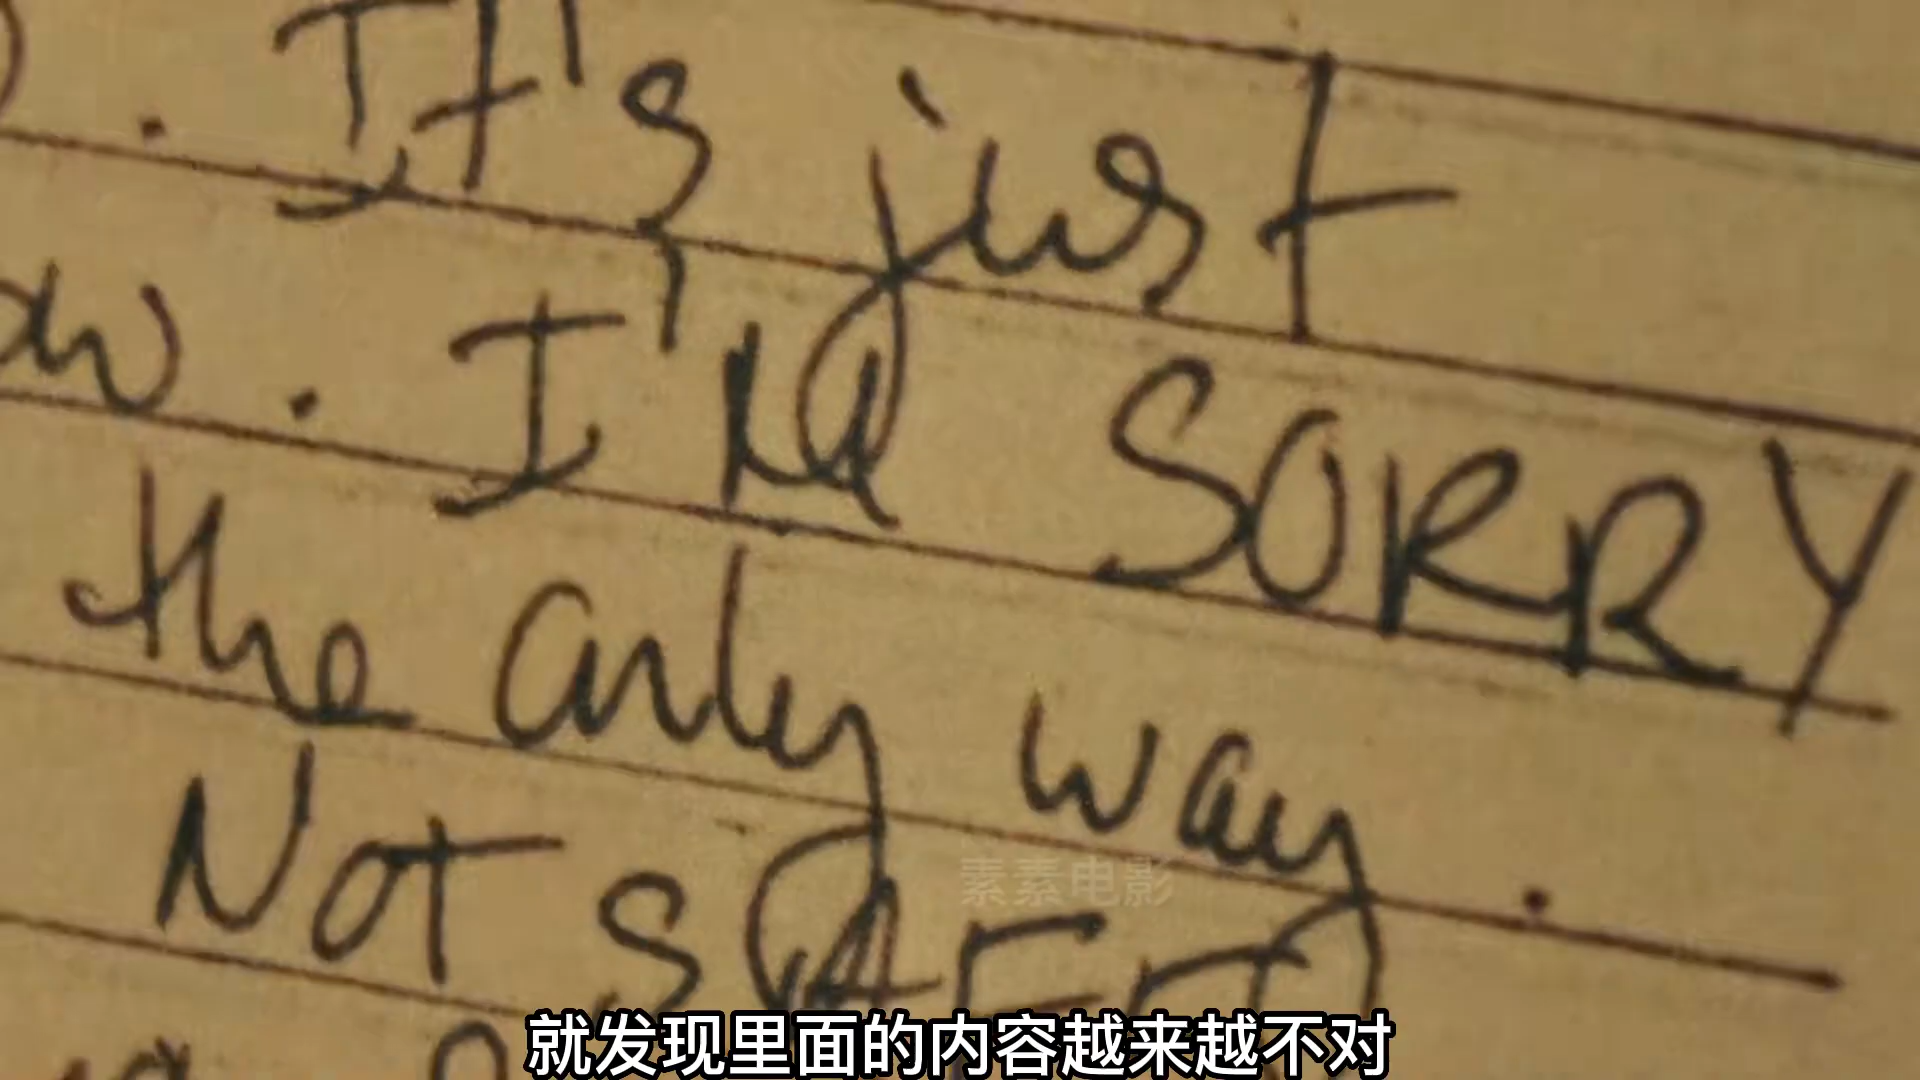 . It's just
. I'M SORRY
the only way .
Not SAFE
素素电影
就发现里面的内容越来越不对